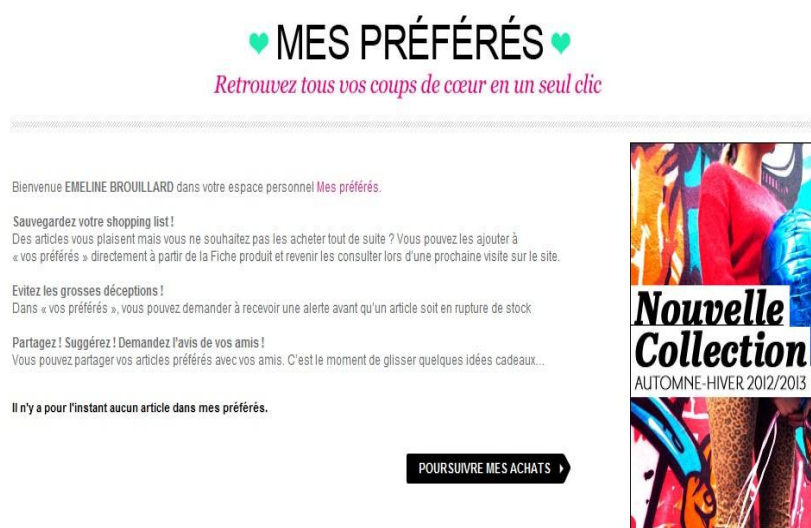 MES PRÉFÉRÉS
Retrouvez tous vos coups de cœur en un seul clic
Bienvenue EMELINE BROUILLARD dans votre espace personnel Mes préférés.
Sauvegardez votre shopping list !
Des articles vous plaisent mais vous ne souhaitez pas les acheter tout de suite ? Vous pouvez les ajouter à
« vos préférés » directement à partir de la Fiche produit et revenir les consulter lors d'une prochaine visite sur le site.
Evitez les grosses déceptions !
Dans « vos préférés », vous pouvez demander à recevoir une alerte avant qu'un article soit en rupture de stock
Partagez ! Suggérez ! Demandez l'avis de vos amis !
Vous pouvez partager vos articles préférés avec vos amis. C'est le moment de glisser quelques idées cadeaux...
Il n'y a pour l'instant aucun article dans mes préférés.
POURSUIVRE MES ACHATS
Nouvelle
Collection
AUTOMNE-HIVER 2012/2013